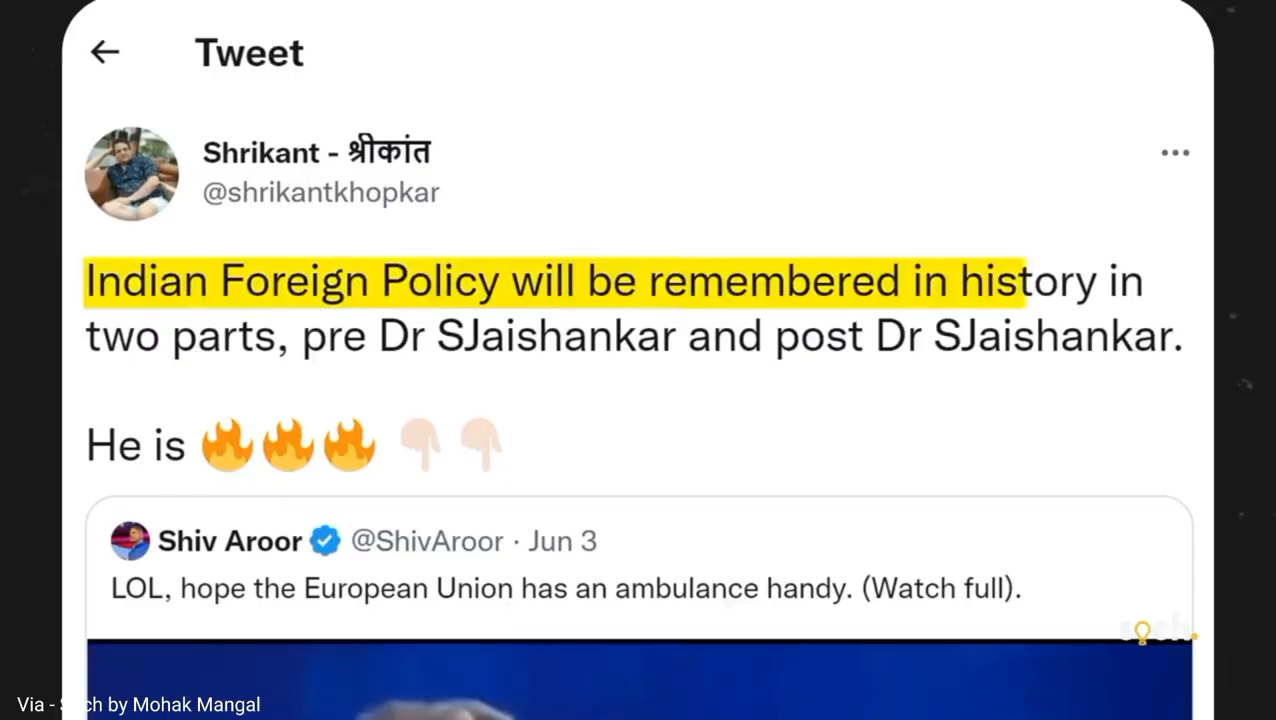 Tweet
Shrikant - श्रीकांत
@shrikantkhopkar
Indian Foreign Policy will be remembered in history in
two parts, pre Dr SJaishankar and post Dr SJaishankar.
He is 🔥🔥🔥 👇🏻👇🏻
Shiv Aroor @ShivAroor · Jun 3
LOL, hope the European Union has an ambulance handy. (Watch full).
Via - Soch by Mohak Mangal